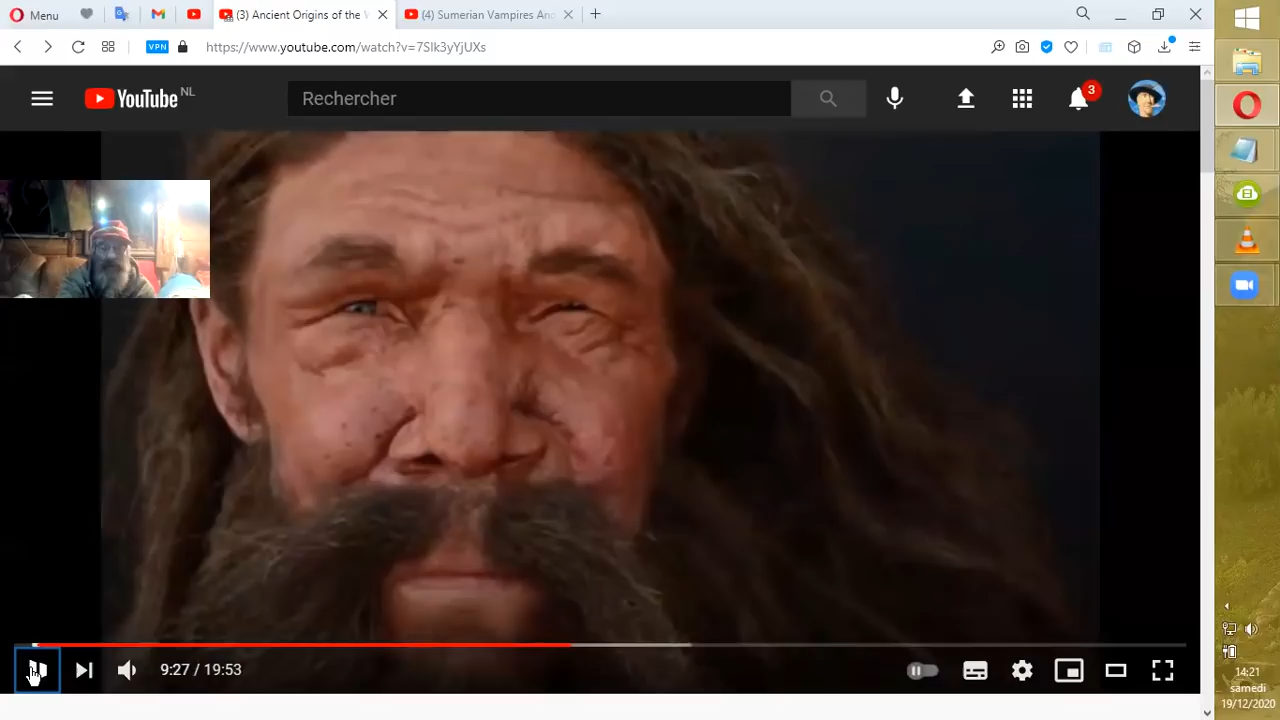 Menu
(3) Ancient Origins of the
(4) Sumerian Vampires And
VPN
https://www.youtube.com/watch?v=7SIk3yYjUXs
YouTube NL
Rechercher
3
9:27 / 19:53
14:21
samedi
19/12/2020